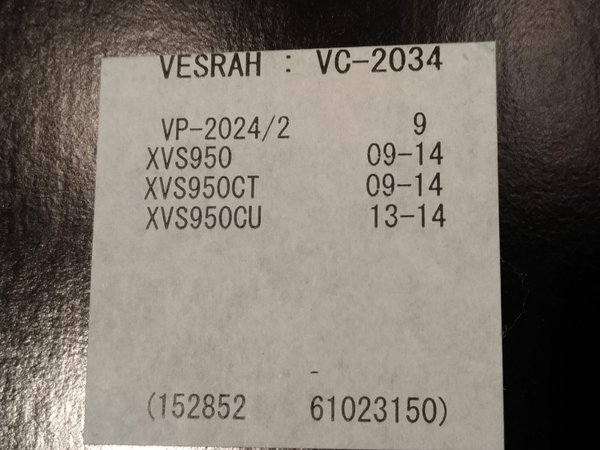 VESRAH : VC-2034
VP-2024/2 9
XVS950 09-14
XVS950CT 09-14
XVS950CU 13-14
-
(152852 61023150)